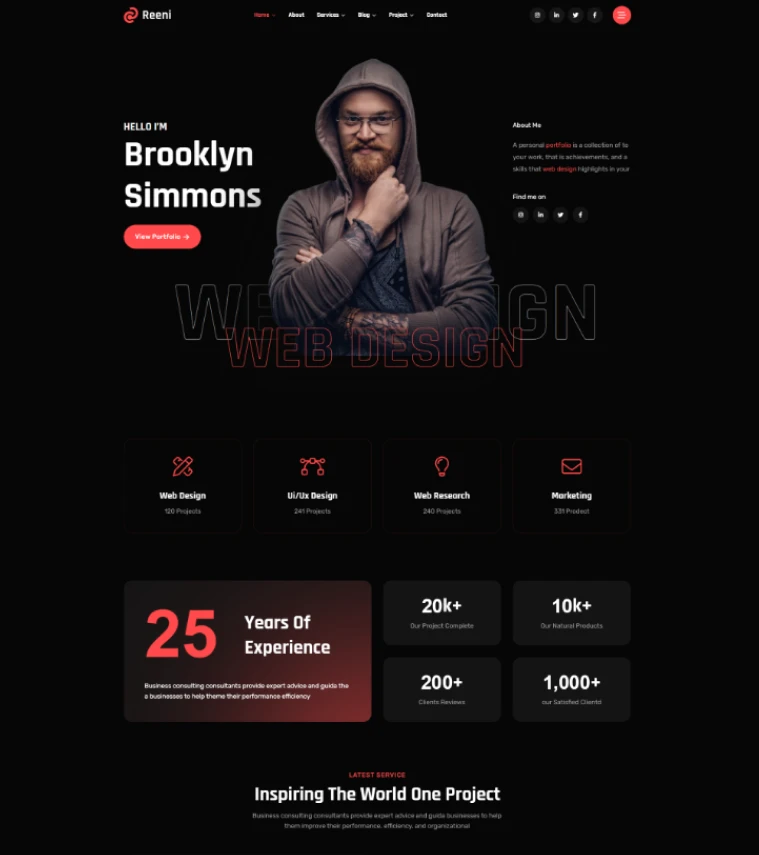 Reeni
Home
About
Services
Blog
Project
Contact
HELLO I'M
Brooklyn
Simmons
View Portfolio →
About Me
A personal portfolio is a collection of to
your work, that is achievements, and a
skills that web design highlights in your
Find me on
WEB DESIGN
Web Design
120 Projects
Ui/Ux Design
241 Projects
Web Research
240 Projects
Marketing
331 Product
25
Years Of
Experience
Business consulting consultants provide expert advice and guida the
a businesses to help theme their performance efficiency
20k+
Our Project Complete
10k+
Our Natural Products
200+
Clients Reviews
1,000+
our Satisfied Clientd
LATEST SERVICE
Inspiring The World One Project
Business consulting consultants provide expert advice and guide businesses to help
them improve their performance, efficiency, and organizational